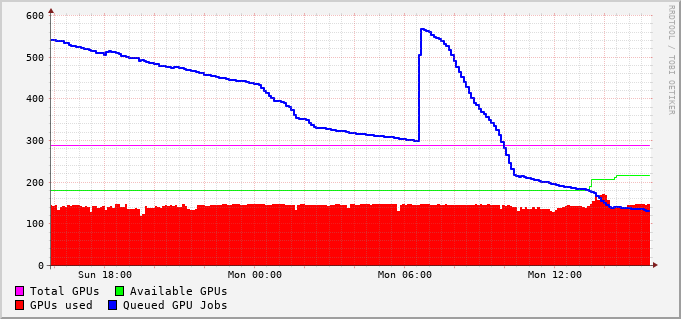 600
500
400
300
200
100
0
Sun 18:00 Mon 00:00 Mon 06:00 Mon 12:00
Total GPUs Available GPUs
GPUs used Queued GPU Jobs
RRDTOOL / TOBI OETIKER